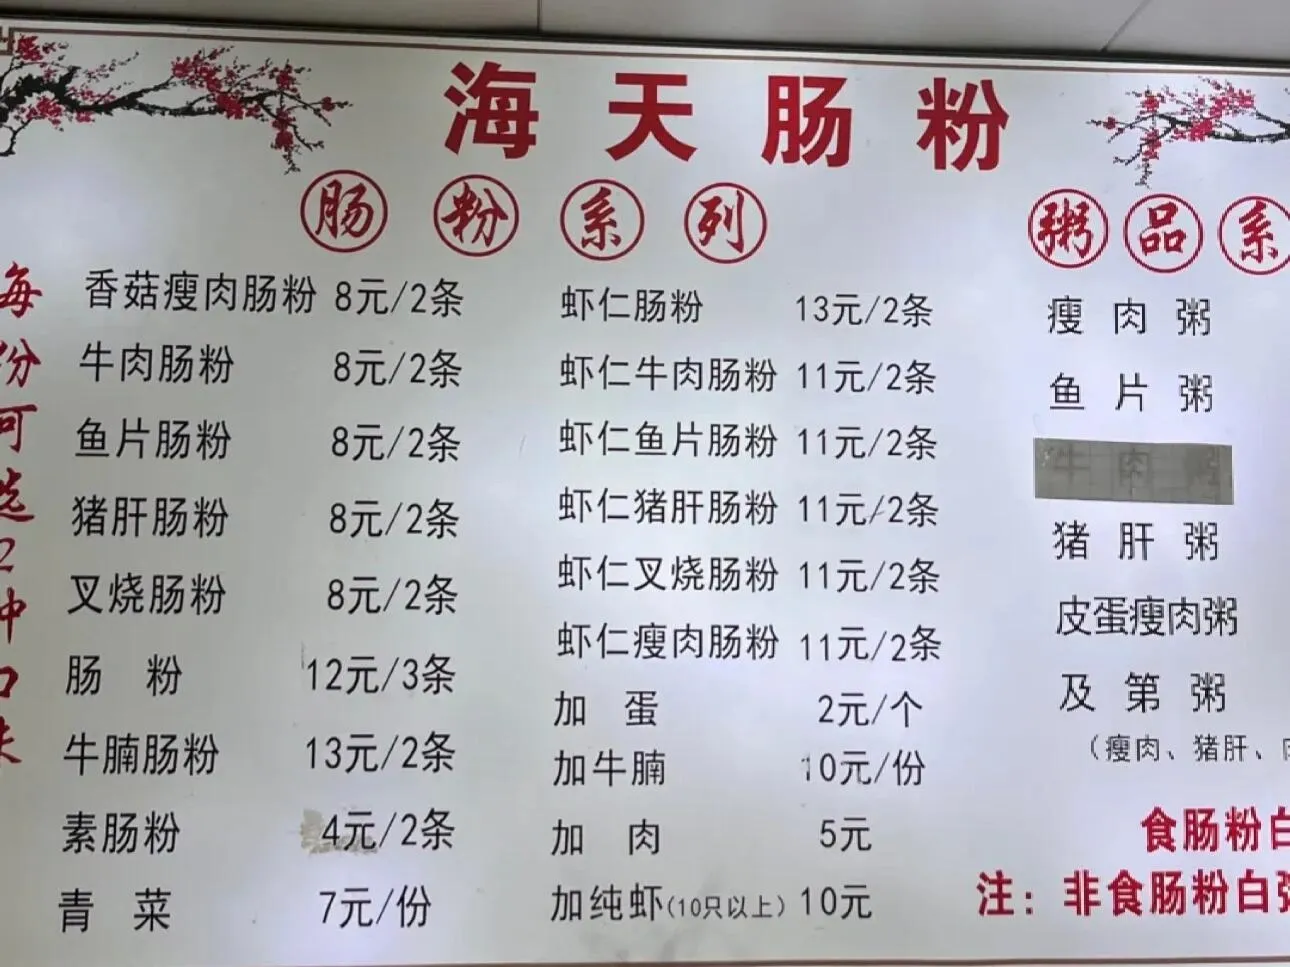 海天肠粉
肠粉系列
每份可选2种口味
香菇瘦肉肠粉 8元/2条
牛肉肠粉 8元/2条
鱼片肠粉 8元/2条
猪肝肠粉 8元/2条
叉烧肠粉 8元/2条
肠 粉 12元/3条
牛腩肠粉 13元/2条
素肠粉 4元/2条
青 菜 7元/份
虾仁肠粉 13元/2条
虾仁牛肉肠粉 11元/2条
虾仁鱼片肠粉 11元/2条
虾仁猪肝肠粉 11元/2条
虾仁叉烧肠粉 11元/2条
虾仁瘦肉肠粉 11元/2条
加 蛋 2元/个
加牛腩 10元/份
加 肉 5元
加纯虾(10只以上) 10元
粥品系
瘦肉粥
鱼片粥
牛肉粥
猪肝粥
皮蛋瘦肉粥
及第粥
(瘦肉、猪肝、
食肠粉白
注: 非食肠粉白粥